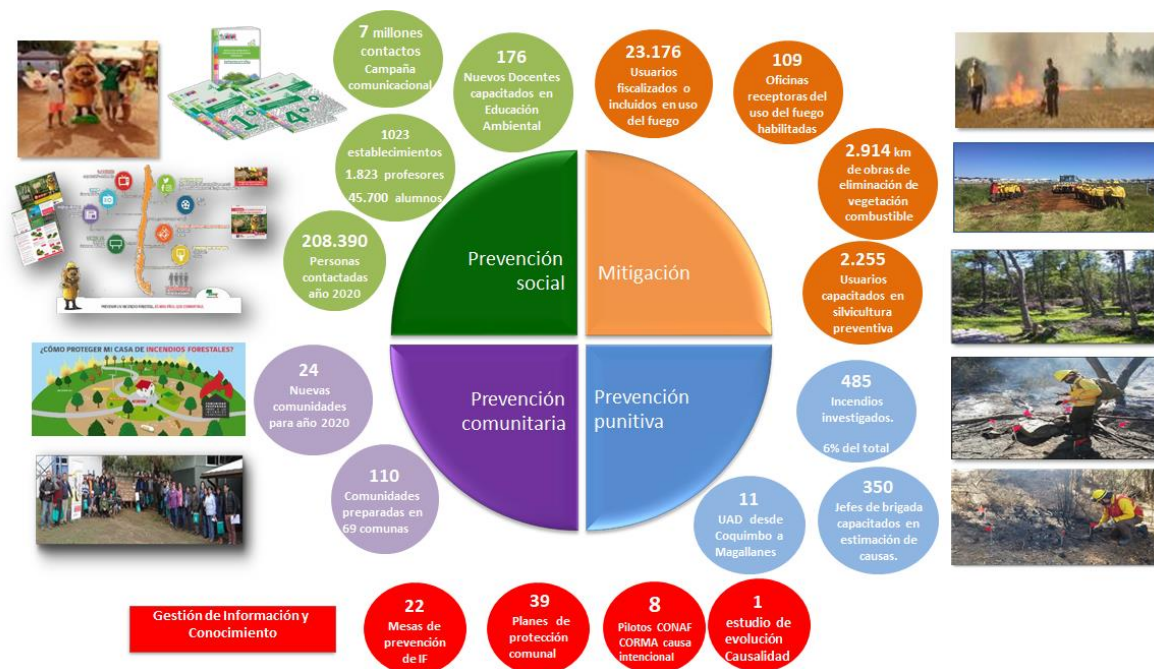 7 millones
contactos
Campaña
comunicacional
176
Nuevos Docentes
capacitados en
Educación
Ambiental
23.176
Usuarios
fiscalizados o
incluidos en uso
del fuego
109
Oficinas
receptoras del
uso del fuego
habilitadas
1023
establecimientos
1.823 profesores
45.700 alumnos
2.914 km
de obras de
eliminación de
vegetación
combustible
208.390
Personas
contactadas
año 2020
Prevención
social
Mitigación
2.255
Usuarios
capacitados en
silvicultura
preventiva
¿CÓMO PROTEGER MI CASA DE INCENDIOS FORESTALES?
24
Nuevas
comunidades
para año 2020
Prevención
comunitaria
Prevención
punitiva
485
Incendios
investigados.
6% del total
110
Comunidades
preparadas en
69 comunas
11
UAD desde
Coquimbo a
Magallanes
350
Jefes de brigada
capacitados en
estimación de
causas.
Gestión de Información y
Conocimiento
22
Mesas de
prevención
de IF
39
Planes de
protección
comunal
8
Pilotos CONAF
CORMA causa
intencional
1
estudio de
evolución
Causalidad
1°
4°